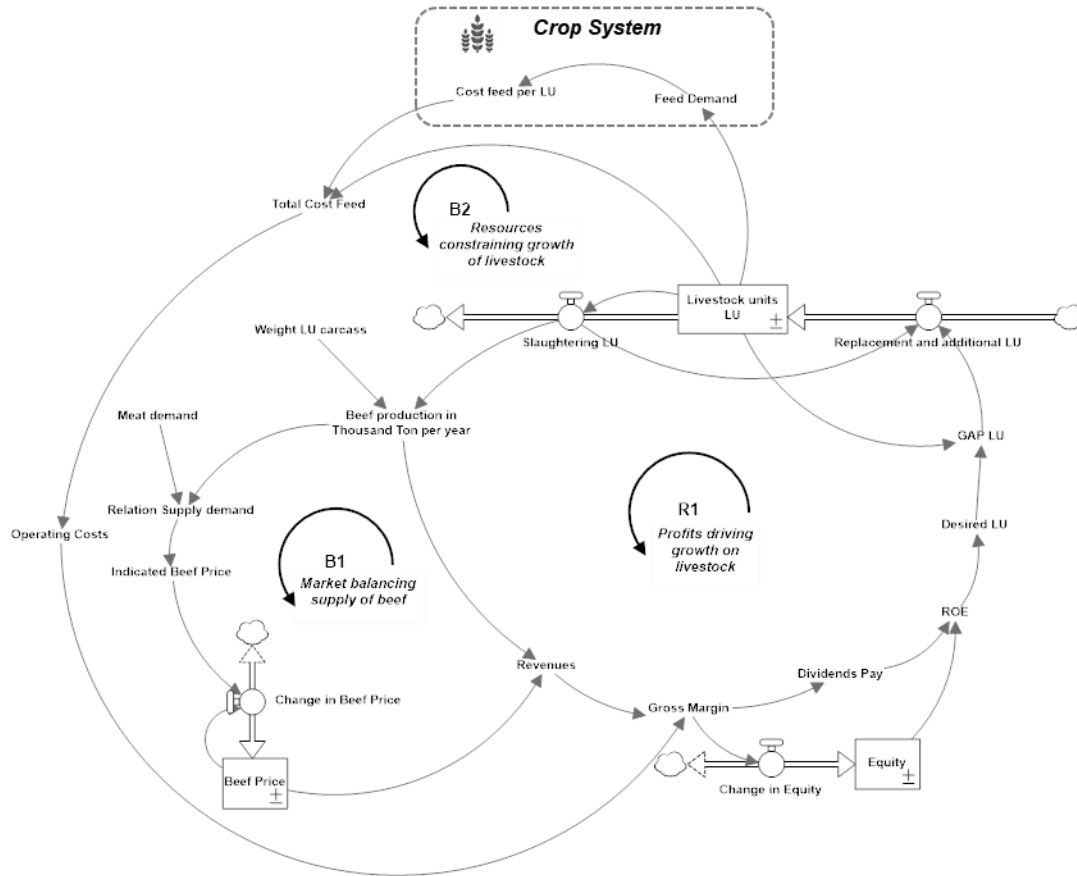 Crop System
Cost feed per LU
Feed Demand
Total Cost Feed
B2
Resources
constraining growth
of livestock
Livestock units
LU
±
Weight LU carcass
Slaughtering LU
Replacement and additional LU
Meat demand
Beef production in
Thousand Ton per year
GAP LU
Relation Supply demand
R1
Operating Costs
Desired LU
Profits driving
growth on
livestock
Indicated Beef Price
B1
Market balancing
supply of beef
ROE
Revenues
Dividends Pay
Change in Beef Price
Gross Margin
Beef Price
±
Equity
±
Change in Equity